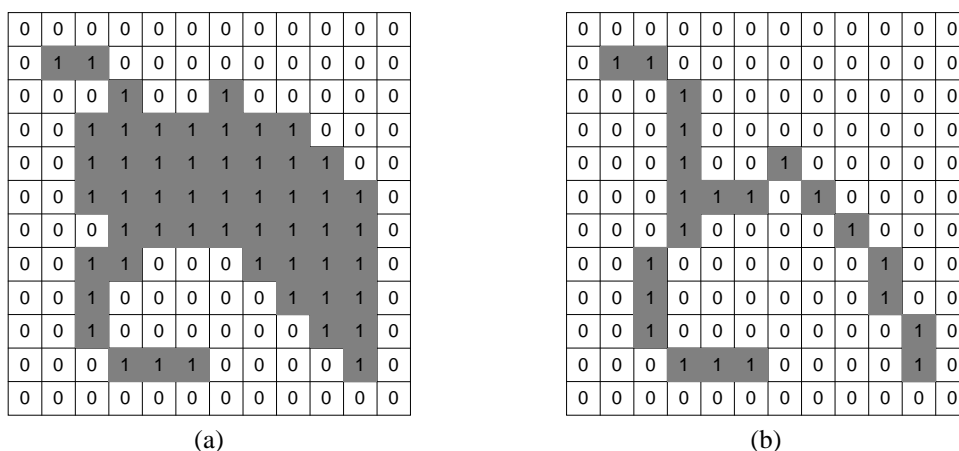 0 0 0 0 0 0 0 0 0 0 0 0
0 1 1 0 0 0 0 0 0 0 0 0
0 0 0 1 0 0 1 0 0 0 0 0
0 0 1 1 1 1 1 1 1 0 0 0
0 0 1 1 1 1 1 1 1 1 0 0
0 0 1 1 1 1 1 1 1 1 1 0
0 0 0 1 1 1 1 1 1 1 1 0
0 0 1 1 0 0 0 1 1 1 1 0
0 0 1 0 0 0 0 0 1 1 1 0
0 0 1 0 0 0 0 0 0 1 1 0
0 0 0 1 1 1 0 0 0 0 1 0
0 0 0 0 0 0 0 0 0 0 0 0
(a)
0 0 0 0 0 0 0 0 0 0 0 0
0 1 1 0 0 0 0 0 0 0 0 0
0 0 0 1 0 0 0 0 0 0 0 0
0 0 0 1 0 0 0 0 0 0 0 0
0 0 0 1 0 0 1 0 0 0 0 0
0 0 0 1 1 1 0 1 0 0 0 0
0 0 0 1 0 0 0 0 1 0 0 0
0 0 1 0 0 0 0 0 0 1 0 0
0 0 1 0 0 0 0 0 0 1 0 0
0 0 1 0 0 0 0 0 0 0 1 0
0 0 0 1 1 1 0 0 0 0 1 0
0 0 0 0 0 0 0 0 0 0 0 0
(b)